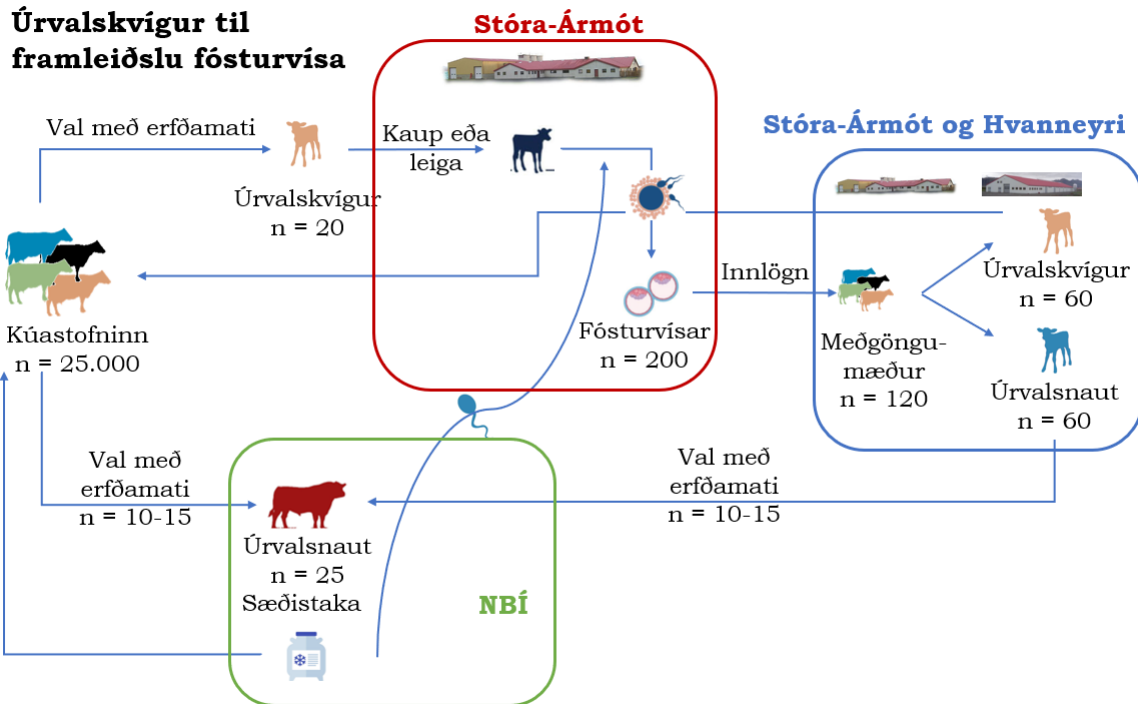 Úrvalskvígur til
framleiðslu fósturvísa
Stóra-Ármót
Val með erfðamati
Kaup eða
leiga
Stóra-Ármót og Hvanneyri
Úrvalskvígur
n = 20
Innlögn
Úrvalskvígur
n = 60
Kúastofninn
n = 25.000
Fósturvísar
n = 200
Meðgöngu-
mæður
n = 120
Úrvalsnaut
n = 60
Val með
erfðamati
n = 10-15
Val með
erfðamati
n = 10-15
Úrvalsnaut
n = 25
Sæðistaka
NBÍ